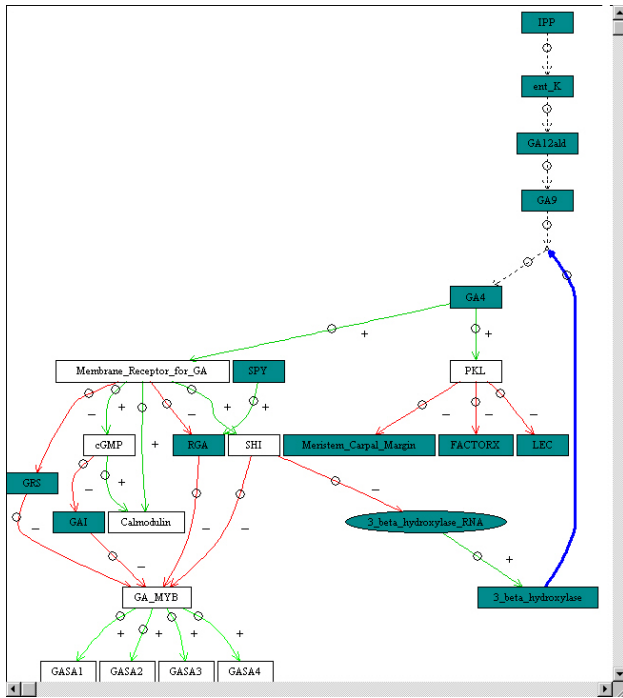 IPP
ent_K
GA12ald
GA9
GA4
+ +
Membrane_Receptor_for_GA SPY PKL
− + − + + − − −
cGMP + RGA SHI Meristem_Carpal_Margin FACTORX LEC
GRS + − −
GAI Calmodulin 3_beta_hydroxylase_RNA
− − −
− +
GA_MYB 3_beta_hydroxylase
+ + + +
GASA1 GASA2 GASA3 GASA4